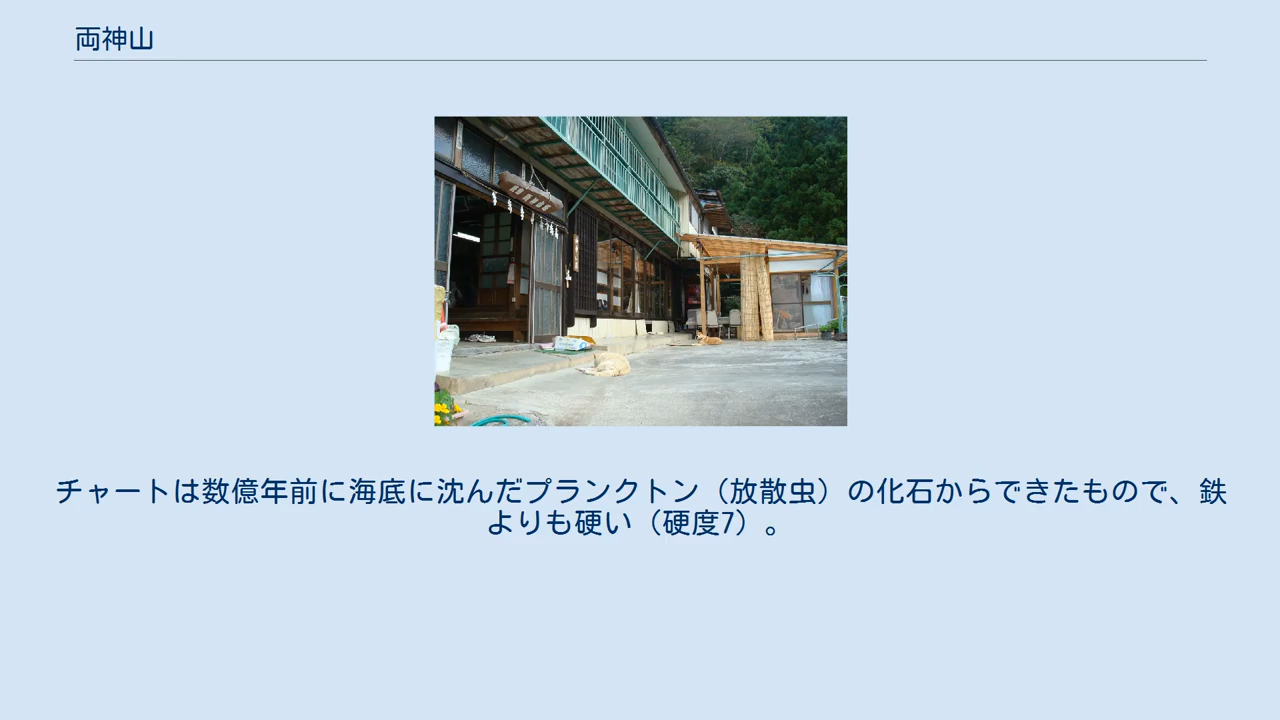 両神山
チャートは数億年前に海底に沈んだプランクトン（放散虫）の化石からできたもので、鉄
よりも硬い（硬度7）。